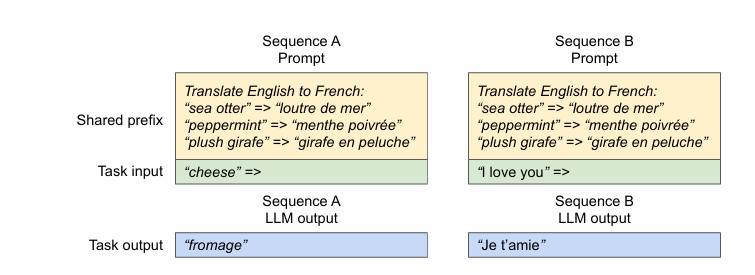 Sequence A
Prompt
Sequence B
Prompt
Shared prefix
Translate English to French:
“sea otter” => “loutre de mer”
“peppermint” => “menthe poivrée”
“plush girafe” => “girafe en peluche”
Translate English to French:
“sea otter” => “loutre de mer”
“peppermint” => “menthe poivrée”
“plush girafe” => “girafe en peluche”
Task input
“cheese” =>
“I love you” =>
Sequence A
LLM output
Sequence B
LLM output
Task output
“fromage”
“Je t’amie”